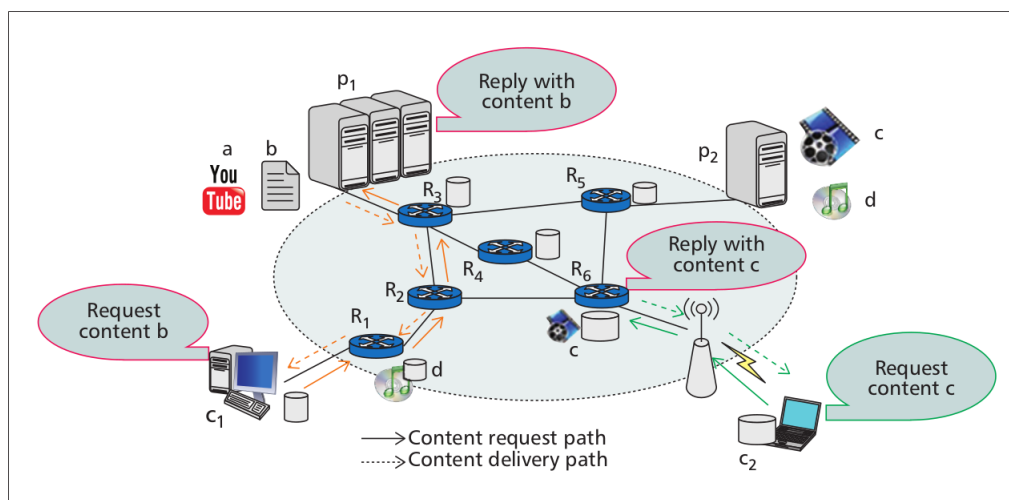 p1
Reply with
content b
a
b
You
Tube
c
p2
d
R3
R5
R4
R6
Reply with
content c
R2
Request
content b
R1
c
d
c1
Request
content c
c2
Content request path
Content delivery path